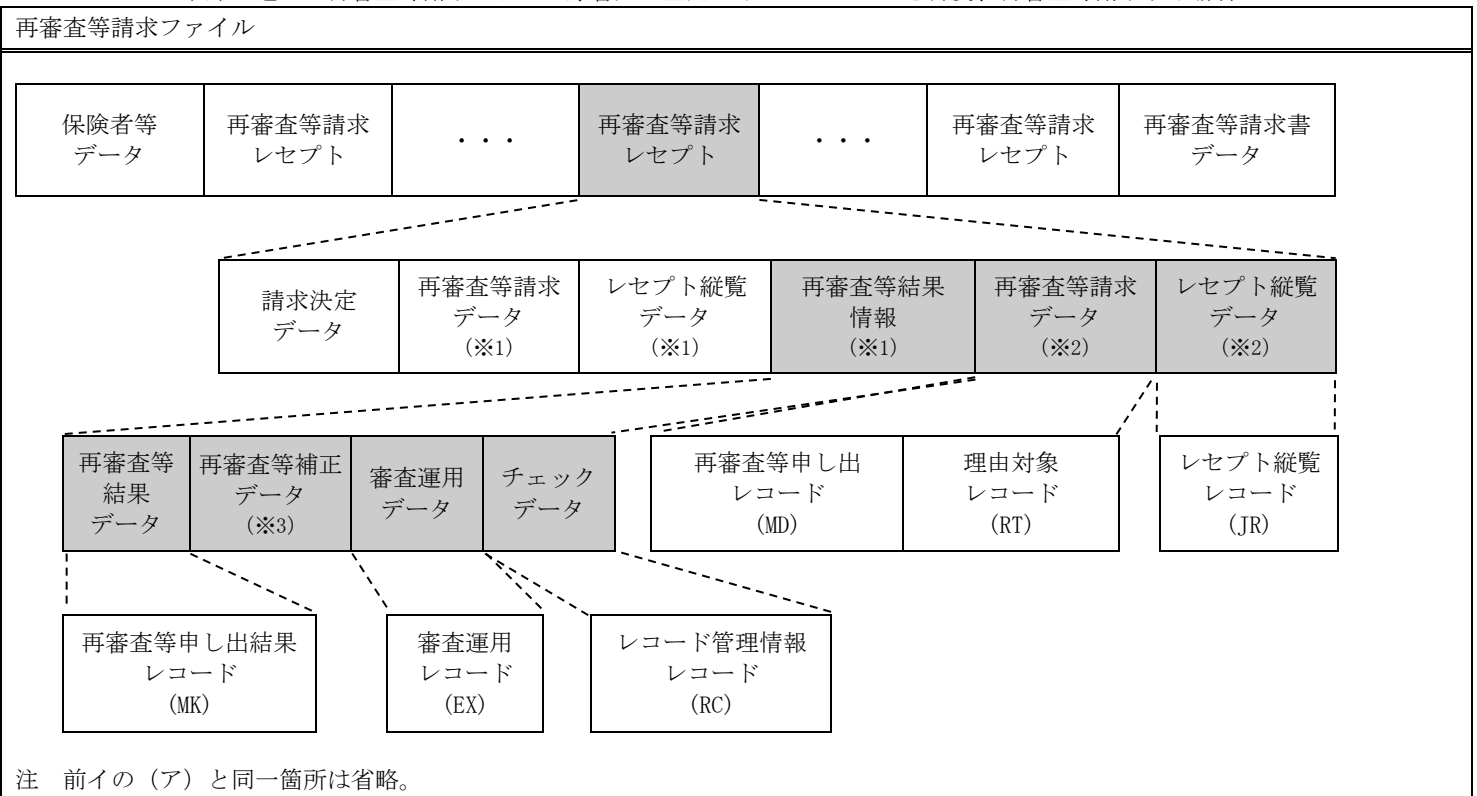 再審査等請求ファイル
保険者等
データ
再審査等請求
レセプト
・・・
再審査等請求
レセプト
・・・
再審査等請求
レセプト
再審査等請求書
データ
請求決定
データ
再審査等請求
データ
(※1)
レセプト縦覧
データ
(※1)
再審査等結果
情報
(※1)
再審査等請求
データ
(※2)
レセプト縦覧
データ
(※2)
再審査等
結果
データ
再審査等補正
データ
(※3)
審査運用
データ
チェック
データ
再審査等申し出
レコード
(MD)
理由対象
レコード
(RT)
レセプト縦覧
レコード
(JR)
再審査等申し出結果
レコード
(MK)
審査運用
レコード
(EX)
レコード管理情報
レコード
(RC)
注　前イの（ア）と同一箇所は省略。